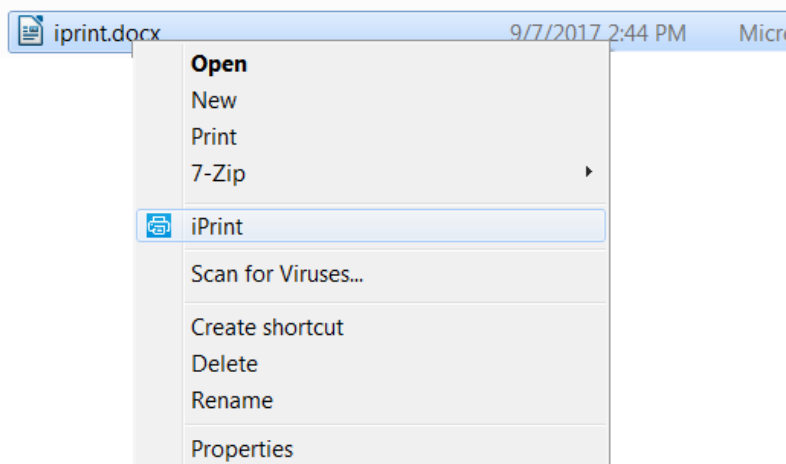 iprint.docx 9/7/2017 2:44 PM
Open
New
Print
7-Zip
iPrint
Scan for Viruses...
Create shortcut
Delete
Rename
Properties